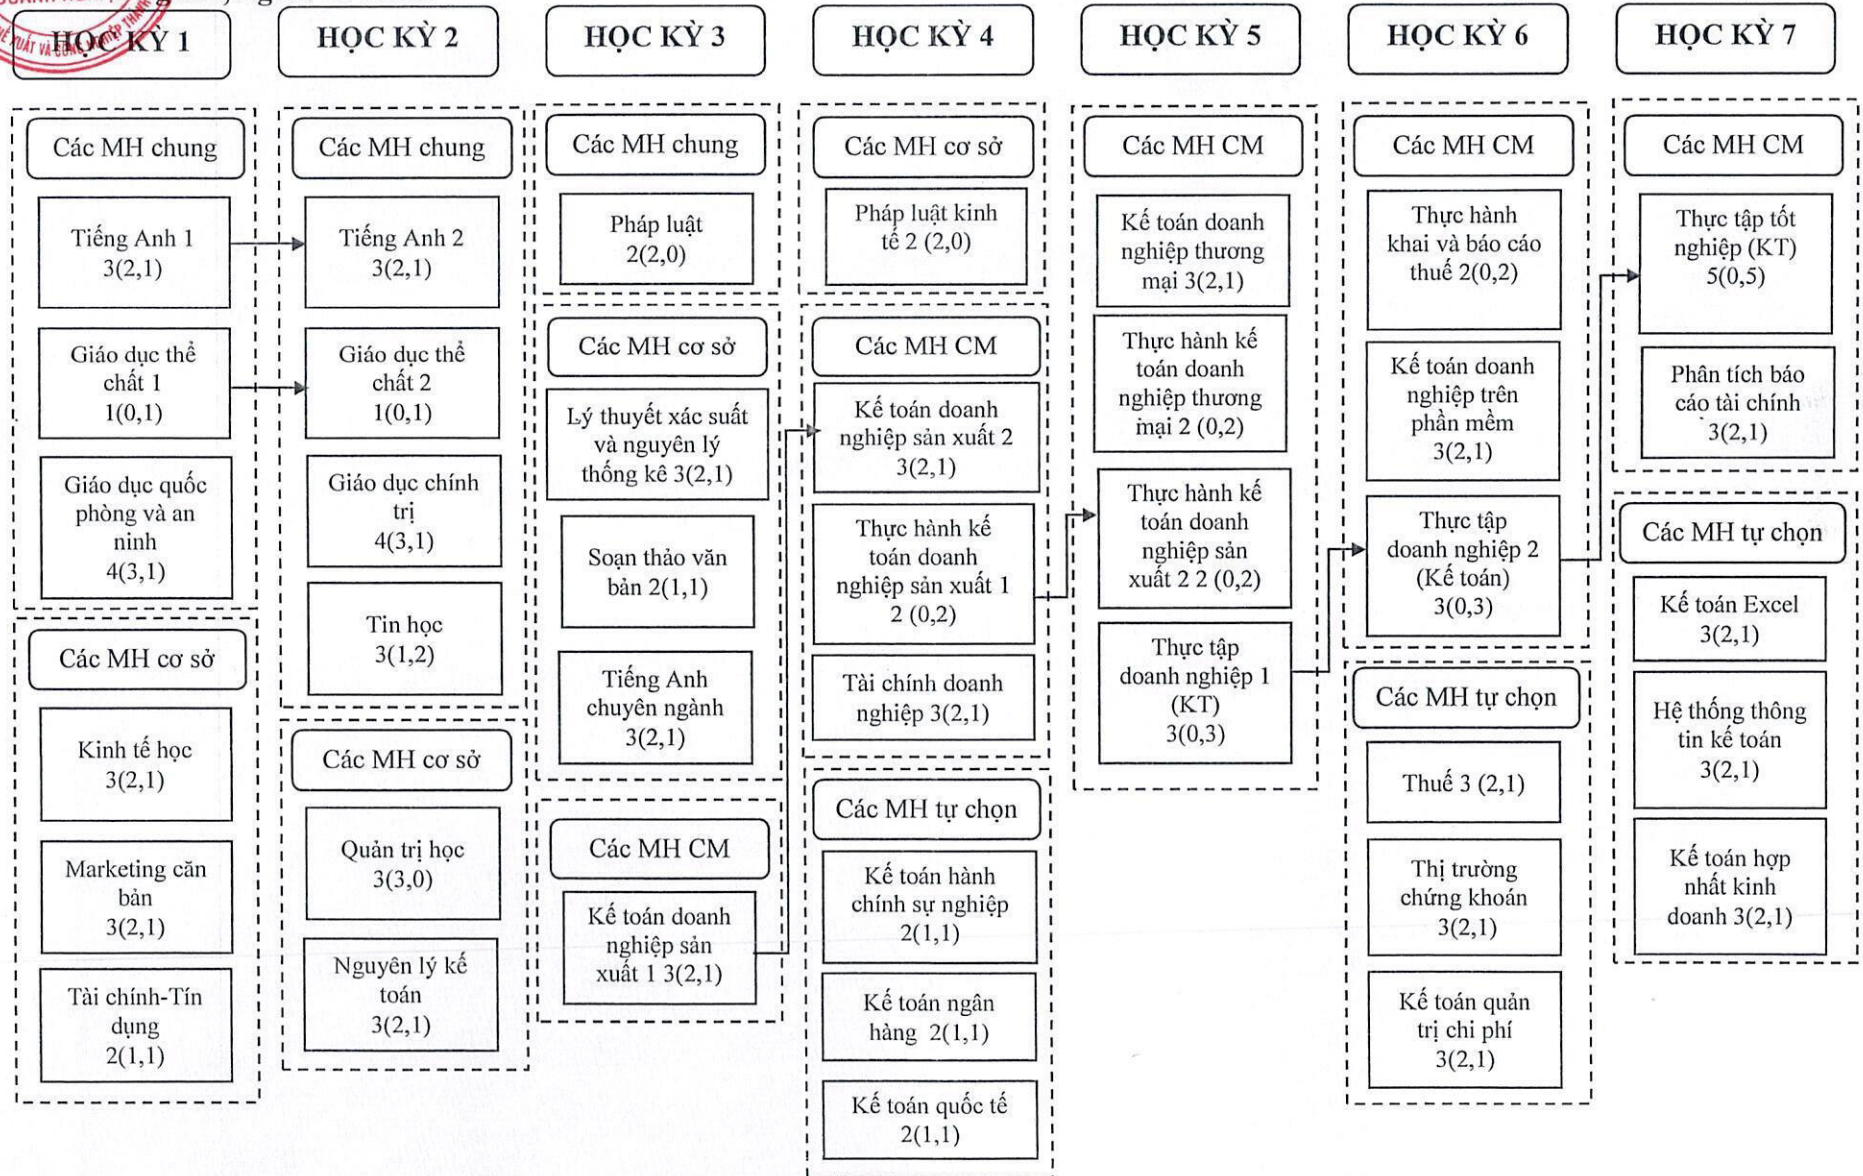 HỌC KỲ 1
HỌC KỲ 2
HỌC KỲ 3
HỌC KỲ 4
HỌC KỲ 5
HỌC KỲ 6
HỌC KỲ 7
Các MH chung
Tiếng Anh 1
3(2,1)
Giáo dục thể
chất 1
1(0,1)
Giáo dục quốc
phòng và an
ninh
4(3,1)
Các MH cơ sở
Kinh tế học
3(2,1)
Marketing căn
bản
3(2,1)
Tài chính-Tín
dụng
2(1,1)
Các MH chung
Tiếng Anh 2
3(2,1)
Giáo dục thể
chất 2
1(0,1)
Giáo dục chính
trị
4(3,1)
Tin học
3(1,2)
Các MH cơ sở
Quản trị học
3(3,0)
Nguyên lý kế
toán
3(2,1)
Các MH chung
Pháp luật
2(2,0)
Các MH cơ sở
Lý thuyết xác suất
và nguyên lý
thống kê 3(2,1)
Soạn thảo văn
bản 2(1,1)
Tiếng Anh
chuyên ngành
3(2,1)
Các MH CM
Kế toán doanh
nghiệp sản
xuất 1 3(2,1)
Các MH cơ sở
Pháp luật kinh
tế 2 (2,0)
Các MH CM
Kế toán doanh
nghiệp sản xuất 2
3(2,1)
Thực hành kế
toán doanh
nghiệp sản xuất 1
2 (0,2)
Tài chính doanh
nghiệp 3(2,1)
Các MH tự chọn
Kế toán hành
chính sự nghiệp
2(1,1)
Kế toán ngân
hàng 2(1,1)
Kế toán quốc tế
2(1,1)
Các MH CM
Kế toán doanh
nghiệp thương
mại 3(2,1)
Thực hành kế
toán doanh
nghiệp thương
mại 2 (0,2)
Thực hành kế
toán doanh
nghiệp sản
xuất 2 2 (0,2)
Thực tập
doanh nghiệp 1
(KT)
3(0,3)
Các MH CM
Thực hành
khai và báo cáo
thuế 2(0,2)
Kế toán doanh
nghiệp trên
phần mềm
3(2,1)
Thực tập
doanh nghiệp 2
(Kế toán)
3(0,3)
Các MH tự chọn
Thuế 3 (2,1)
Thị trường
chứng khoán
3(2,1)
Kế toán quản
trị chi phí
3(2,1)
Các MH CM
Thực tập tốt
nghiệp (KT)
5(0,5)
Phân tích báo
cáo tài chính
3(2,1)
Các MH tự chọn
Kế toán Excel
3(2,1)
Hệ thống thông
tin kế toán
3(2,1)
Kế toán hợp
nhất kinh
doanh 3(2,1)